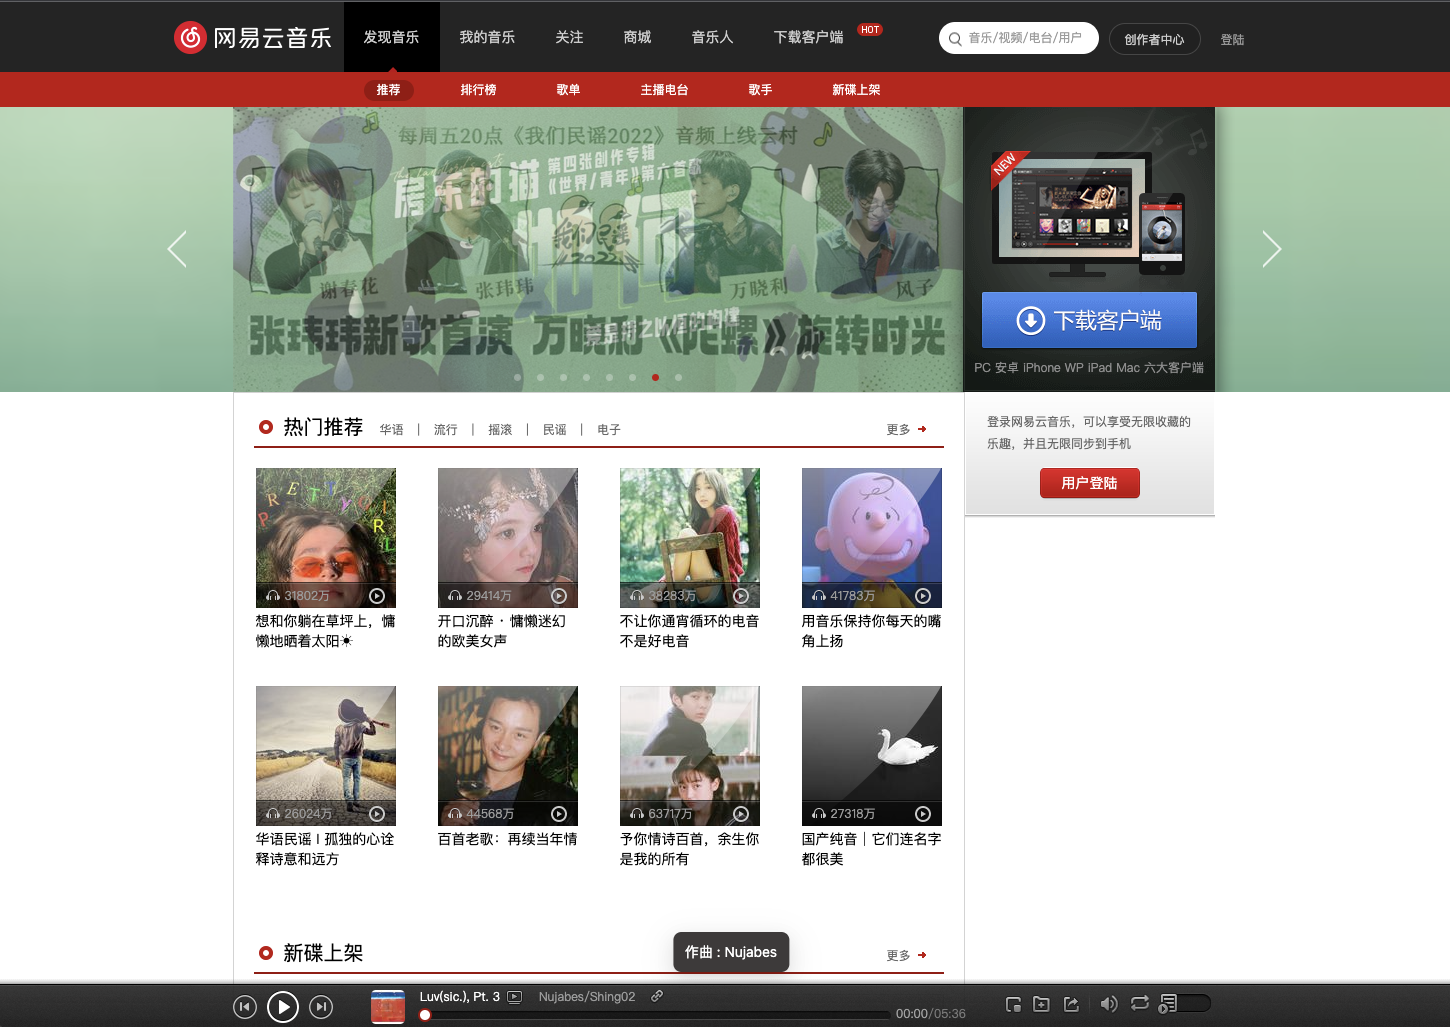 网易云音乐
发现音乐 我的音乐 关注 商城 音乐人 下载客户端 HOT
音乐/视频/电台/用户
创作者中心
登陆
推荐 排行榜 歌单 主播电台 歌手 新碟上架
每周五20点《我们民谣2022》音频上线云村
房东的猫 第四张创作专辑
《世界/青年》第六首歌
我们民谣
2022
谢春花 张玮玮 万晓利 风子
张玮玮新歌首演 万晓利《陀螺》旋转时光
NEW
下载客户端
PC 安卓 iPhone WP iPad Mac 六大客户端
登录网易云音乐，可以享受无限收藏的
乐趣，并且无限同步到手机
用户登陆
热门推荐 华语 | 流行 | 摇滚 | 民谣 | 电子 更多
PRETTY GIRL
31802万 29414万 38283万 41783万
想和你躺在草坪上，慵
懒地晒着太阳☀
开口沉醉 · 慵懒迷幻
的欧美女声
不让你通宵循环的电音
不是好电音
用音乐保持你每天的嘴
角上扬
26024万 44568万 63717万 27318万
华语民谣 l 孤独的心诠
释诗意和远方
百首老歌：再续当年情
予你情诗百首，余生你
是我的所有
国产纯音｜它们连名字
都很美
新碟上架 更多
作曲 : Nujabes
Luv(sic.), Pt. 3 Nujabes/Shing02
00:00/05:36